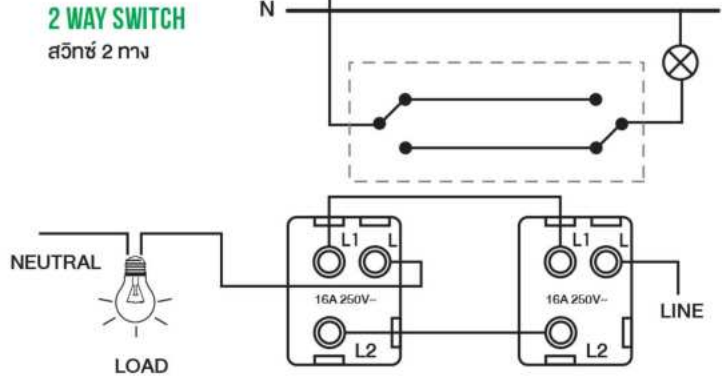 2 WAY SWITCH
สวิทซ์ 2 ทาง
N
NEUTRAL
LOAD
L1 L
16A 250V~
L2
L1 L
16A 250V~
L2
LINE